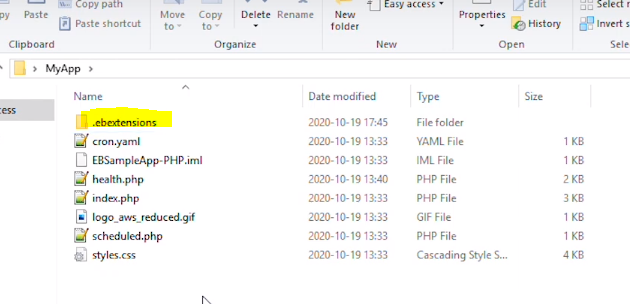 Copy path
Paste shortcut
Paste
Move to
Copy to
Delete
Rename
New folder
Easy access
Properties
Edit
History
Select
Invert s
Clipboard
Organize
New
Open
Sele
MyApp
cess
Name Date modified Type Size
.ebextensions 2020-10-19 17:45 File folder
cron.yaml 2020-10-19 13:33 YAML File 1 KB
EBSampleApp-PHP.iml 2020-10-19 13:33 IML File 1 KB
health.php 2020-10-19 13:40 PHP File 2 KB
index.php 2020-10-19 13:33 PHP File 3 KB
logo_aws_reduced.gif 2020-10-19 13:33 GIF File 1 KB
scheduled.php 2020-10-19 13:33 PHP File 1 KB
styles.css 2020-10-19 13:33 Cascading Style S... 1 KB